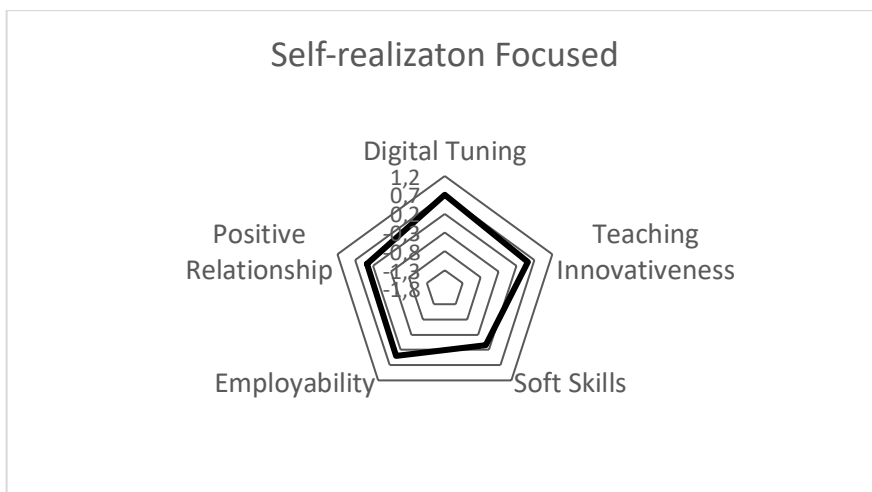 Self-realizaton Focused
Digital Tuning
1,2
0,7
0,2
-0,3
-0,8
-1,3
-1,8
Positive
Relationship
Teaching
Innovativeness
Employability
Soft Skills